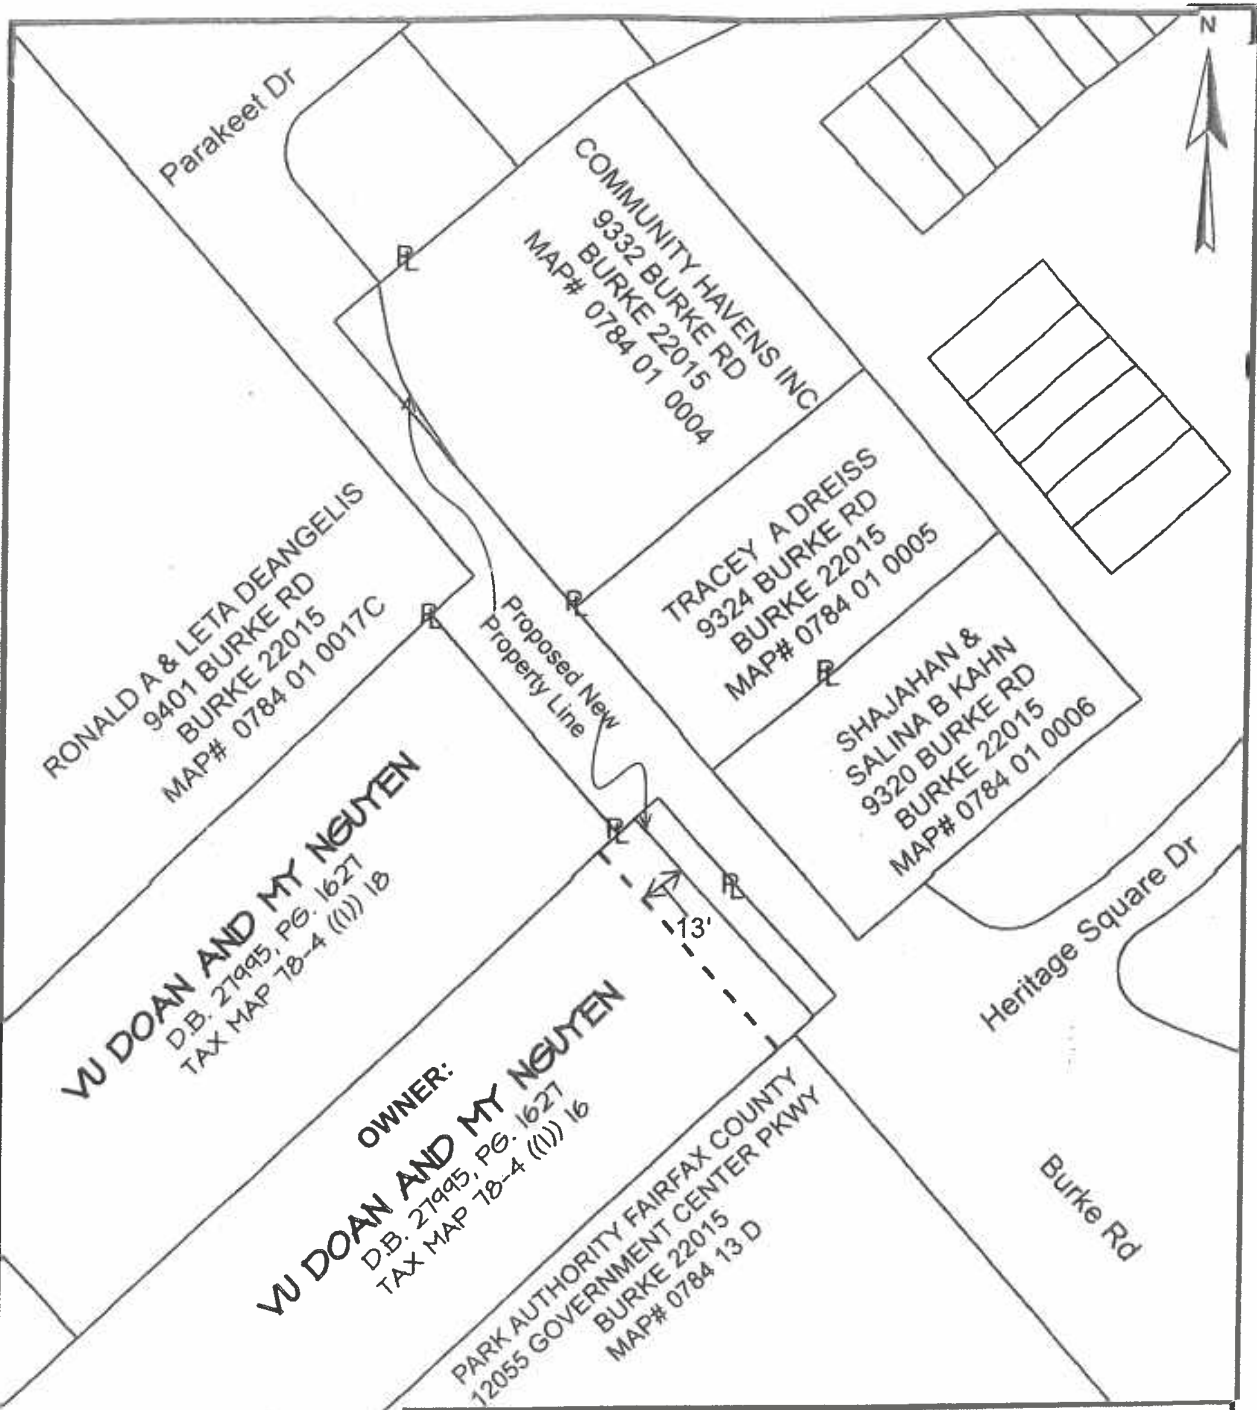 N
Parakeet Dr
PL
COMMUNITY HAVENS INC
9332 BURKE RD
BURKE 22015
MAP# 0784 01 0004
TRACEY A DREISS
9324 BURKE RD
BURKE 22015
MAP# 0784 01 0005
PL
RONALD A & LETA DEANGELIS
9401 BURKE RD
BURKE 22015
MAP# 0784 01 0017C
PL
Proposed New
Property Line
SHAJAHAN &
SALINA B KAHN
9320 BURKE RD
BURKE 22015
MAP# 0784 01 0006
PL
VU DOAN AND MY NGUYEN
D.B. 27995, PG. 1627
TAX MAP 78-4 ((1)) 18
PL
PL
13'
Heritage Square Dr
OWNER:
VU DOAN AND MY NGUYEN
D.B. 27995, PG. 1627
TAX MAP 78-4 ((1)) 16
PARK AUTHORITY FAIRFAX COUNTY
12055 GOVERNMENT CENTER PKWY
BURKE 22015
MAP# 0784 13 D
Burke Rd